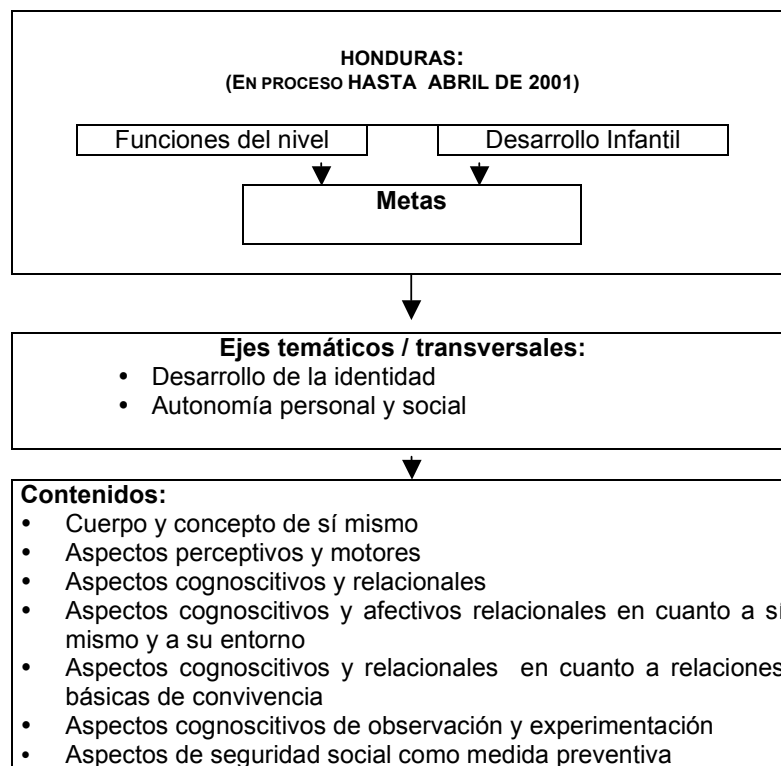 HONDURAS:
(EN PROCESO HASTA ABRIL DE 2001)
Funciones del nivel
Desarrollo Infantil
Metas
Ejes temáticos / transversales:
• Desarrollo de la identidad
• Autonomía personal y social
Contenidos:
• Cuerpo y concepto de sí mismo
• Aspectos perceptivos y motores
• Aspectos cognoscitivos y relacionales
• Aspectos cognoscitivos y afectivos relacionales en cuanto a sí
mismo y a su entorno
• Aspectos cognoscitivos y relacionales en cuanto a relaciones
básicas de convivencia
• Aspectos cognoscitivos de observación y experimentación
• Aspectos de seguridad social como medida preventiva